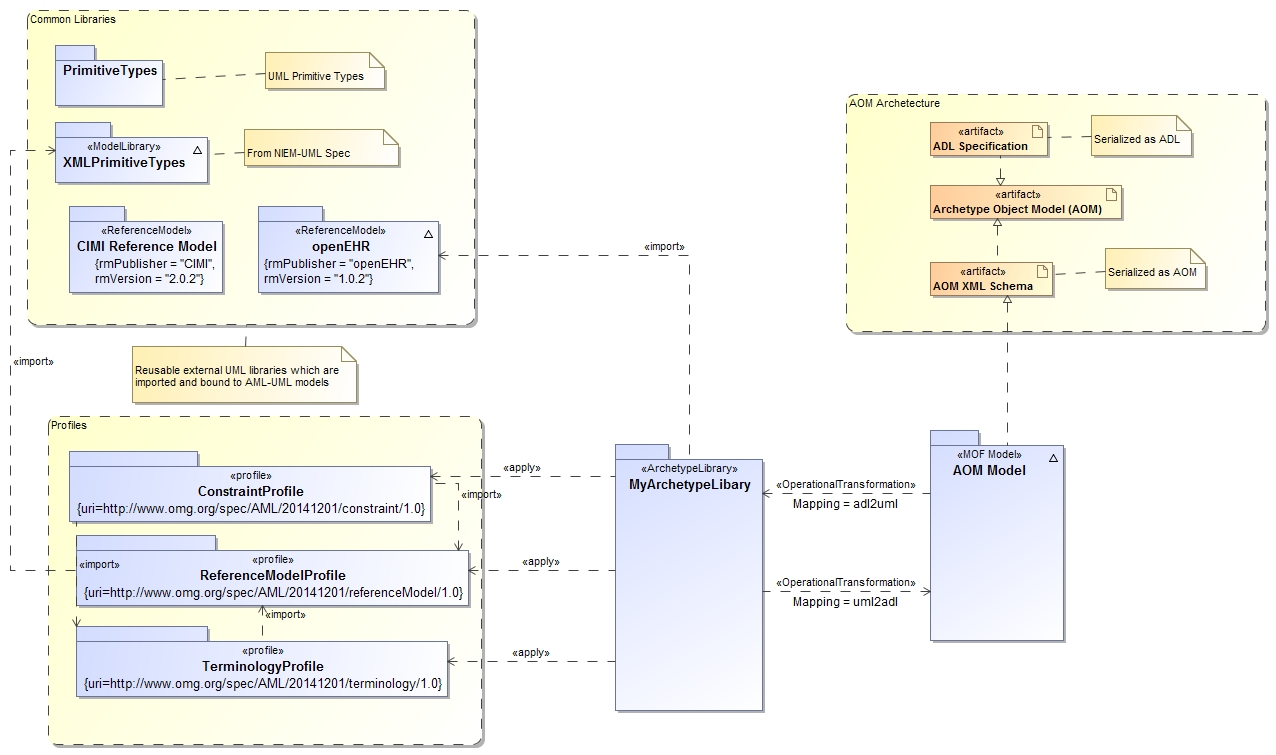 Common Libraries
PrimitiveTypes
UML Primitive Types
«ModelLibrary»
XMLPrimitiveTypes
From NIEM-UML Spec
«ReferenceModel»
CIMI Reference Model
{rmPublisher = "CIMI",
rmVersion = "2.0.2"}
«ReferenceModel»
openEHR
{rmPublisher = "openEHR",
rmVersion = "1.0.2"}
«import»
AOM Archetecture
«artifact»
ADL Specification
Serialized as ADL
«artifact»
Archetype Object Model (AOM)
«artifact»
AOM XML Schema
Serialized as AOM
«import»
Reusable external UML libraries which are
imported and bound to AML-UML models
Profiles
«profile»
ConstraintProfile
{uri=http://www.omg.org/spec/AML/20141201/constraint/1.0}
«import»
«import»
«profile»
ReferenceModelProfile
{uri=http://www.omg.org/spec/AML/20141201/referenceModel/1.0}
«import»
«profile»
TerminologyProfile
{uri=http://www.omg.org/spec/AML/20141201/terminology/1.0}
«apply»
«apply»
«apply»
«ArchetypeLibrary»
MyArchetypeLibary
«OperationalTransformation»
Mapping = adl2uml
«OperationalTransformation»
Mapping = uml2adl
«MOF Model»
AOM Model